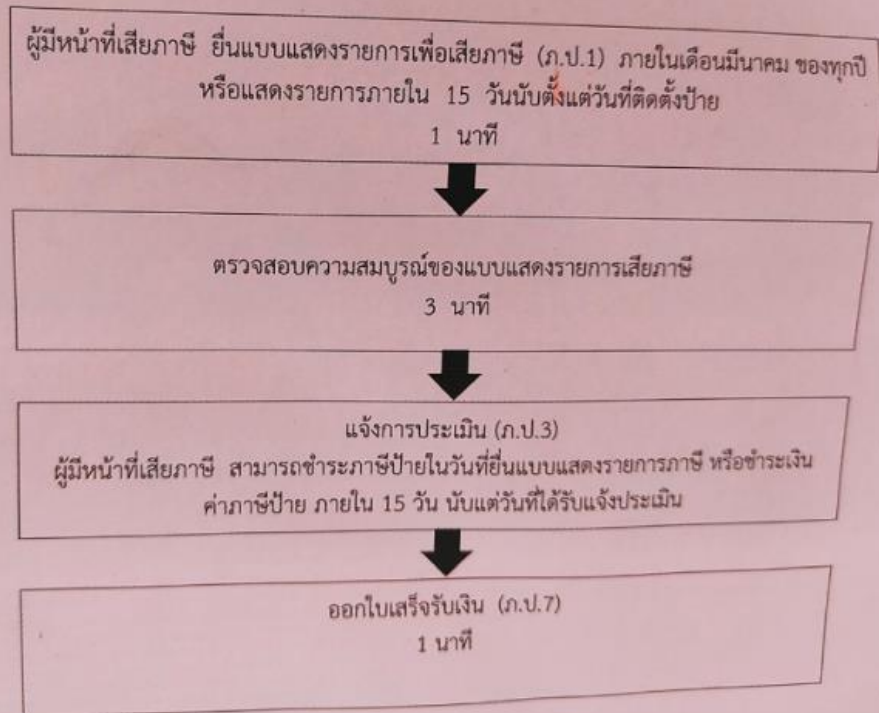 ผู้มีหน้าที่เสียภาษี ยื่นแบบแสดงรายการเพื่อเสียภาษี (ภ.ป.1) ภายในเดือนมีนาคม ของทุกปี
หรือแสดงรายการภายใน 15 วันนับตั้งแต่วันที่ติดตั้งป้าย
1 นาที
ตรวจสอบความสมบูรณ์ของแบบแสดงรายการเสียภาษี
3 นาที
แจ้งการประเมิน (ภ.ป.3)
ผู้มีหน้าที่เสียภาษี สามารถชำระภาษีป้ายในวันที่ยื่นแบบแสดงรายการภาษี หรือชำระเงิน
ค่าภาษีป้าย ภายใน 15 วัน นับแต่วันที่ได้รับแจ้งประเมิน
ออกใบเสร็จรับเงิน (ภ.ป.7)
1 นาที